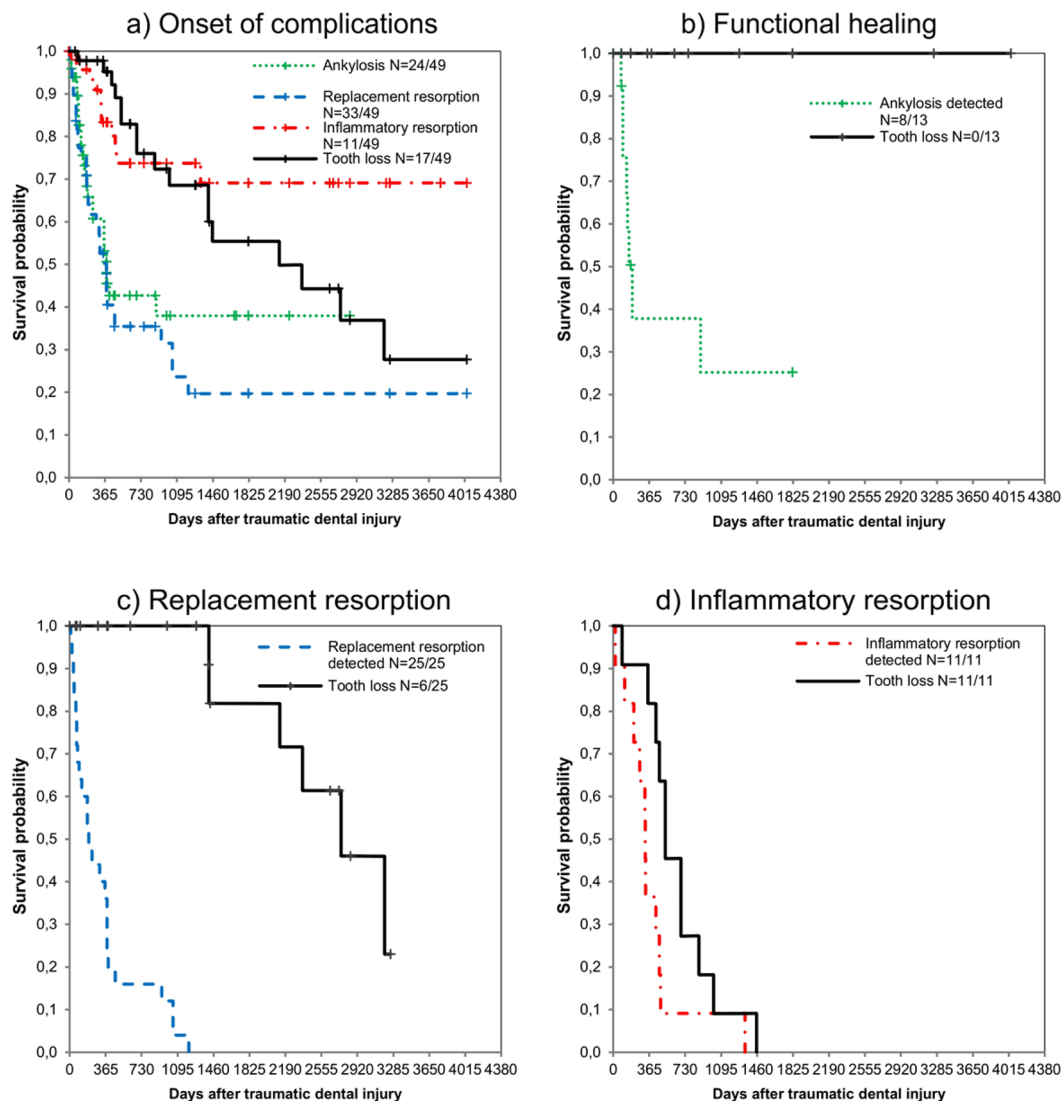 a) Onset of complications
1,0
0,9
0,8
0,7
0,6
0,5
0,4
0,3
0,2
0,1
0,0
Survival probability
Ankylosis N=24/49
Replacement resorption
N=33/49
Inflammatory resorption
N=11/49
Tooth loss N=17/49
0 365 730 1095 1460 1825 2190 2555 2920 3285 3650 4015 4380
Days after traumatic dental injury
b) Functional healing
1,0
0,9
0,8
0,7
0,6
0,5
0,4
0,3
0,2
0,1
0,0
Survival probability
Ankylosis detected
N=8/13
Tooth loss N=0/13
0 365 730 1095 1460 1825 2190 2555 2920 3285 3650 4015 4380
Days after traumatic dental injury
c) Replacement resorption
1,0
0,9
0,8
0,7
0,6
0,5
0,4
0,3
0,2
0,1
0,0
Survival probability
Replacement resorption
detected N=25/25
Tooth loss N=6/25
0 365 730 1095 1460 1825 2190 2555 2920 3285 3650 4015 4380
Days after traumatic dental injury
d) Inflammatory resorption
1,0
0,9
0,8
0,7
0,6
0,5
0,4
0,3
0,2
0,1
0,0
Survival probability
Inflammatory resorption
detected N=11/11
Tooth loss N=11/11
0 365 730 1095 1460 1825 2190 2555 2920 3285 3650 4015 4380
Days after traumatic dental injury